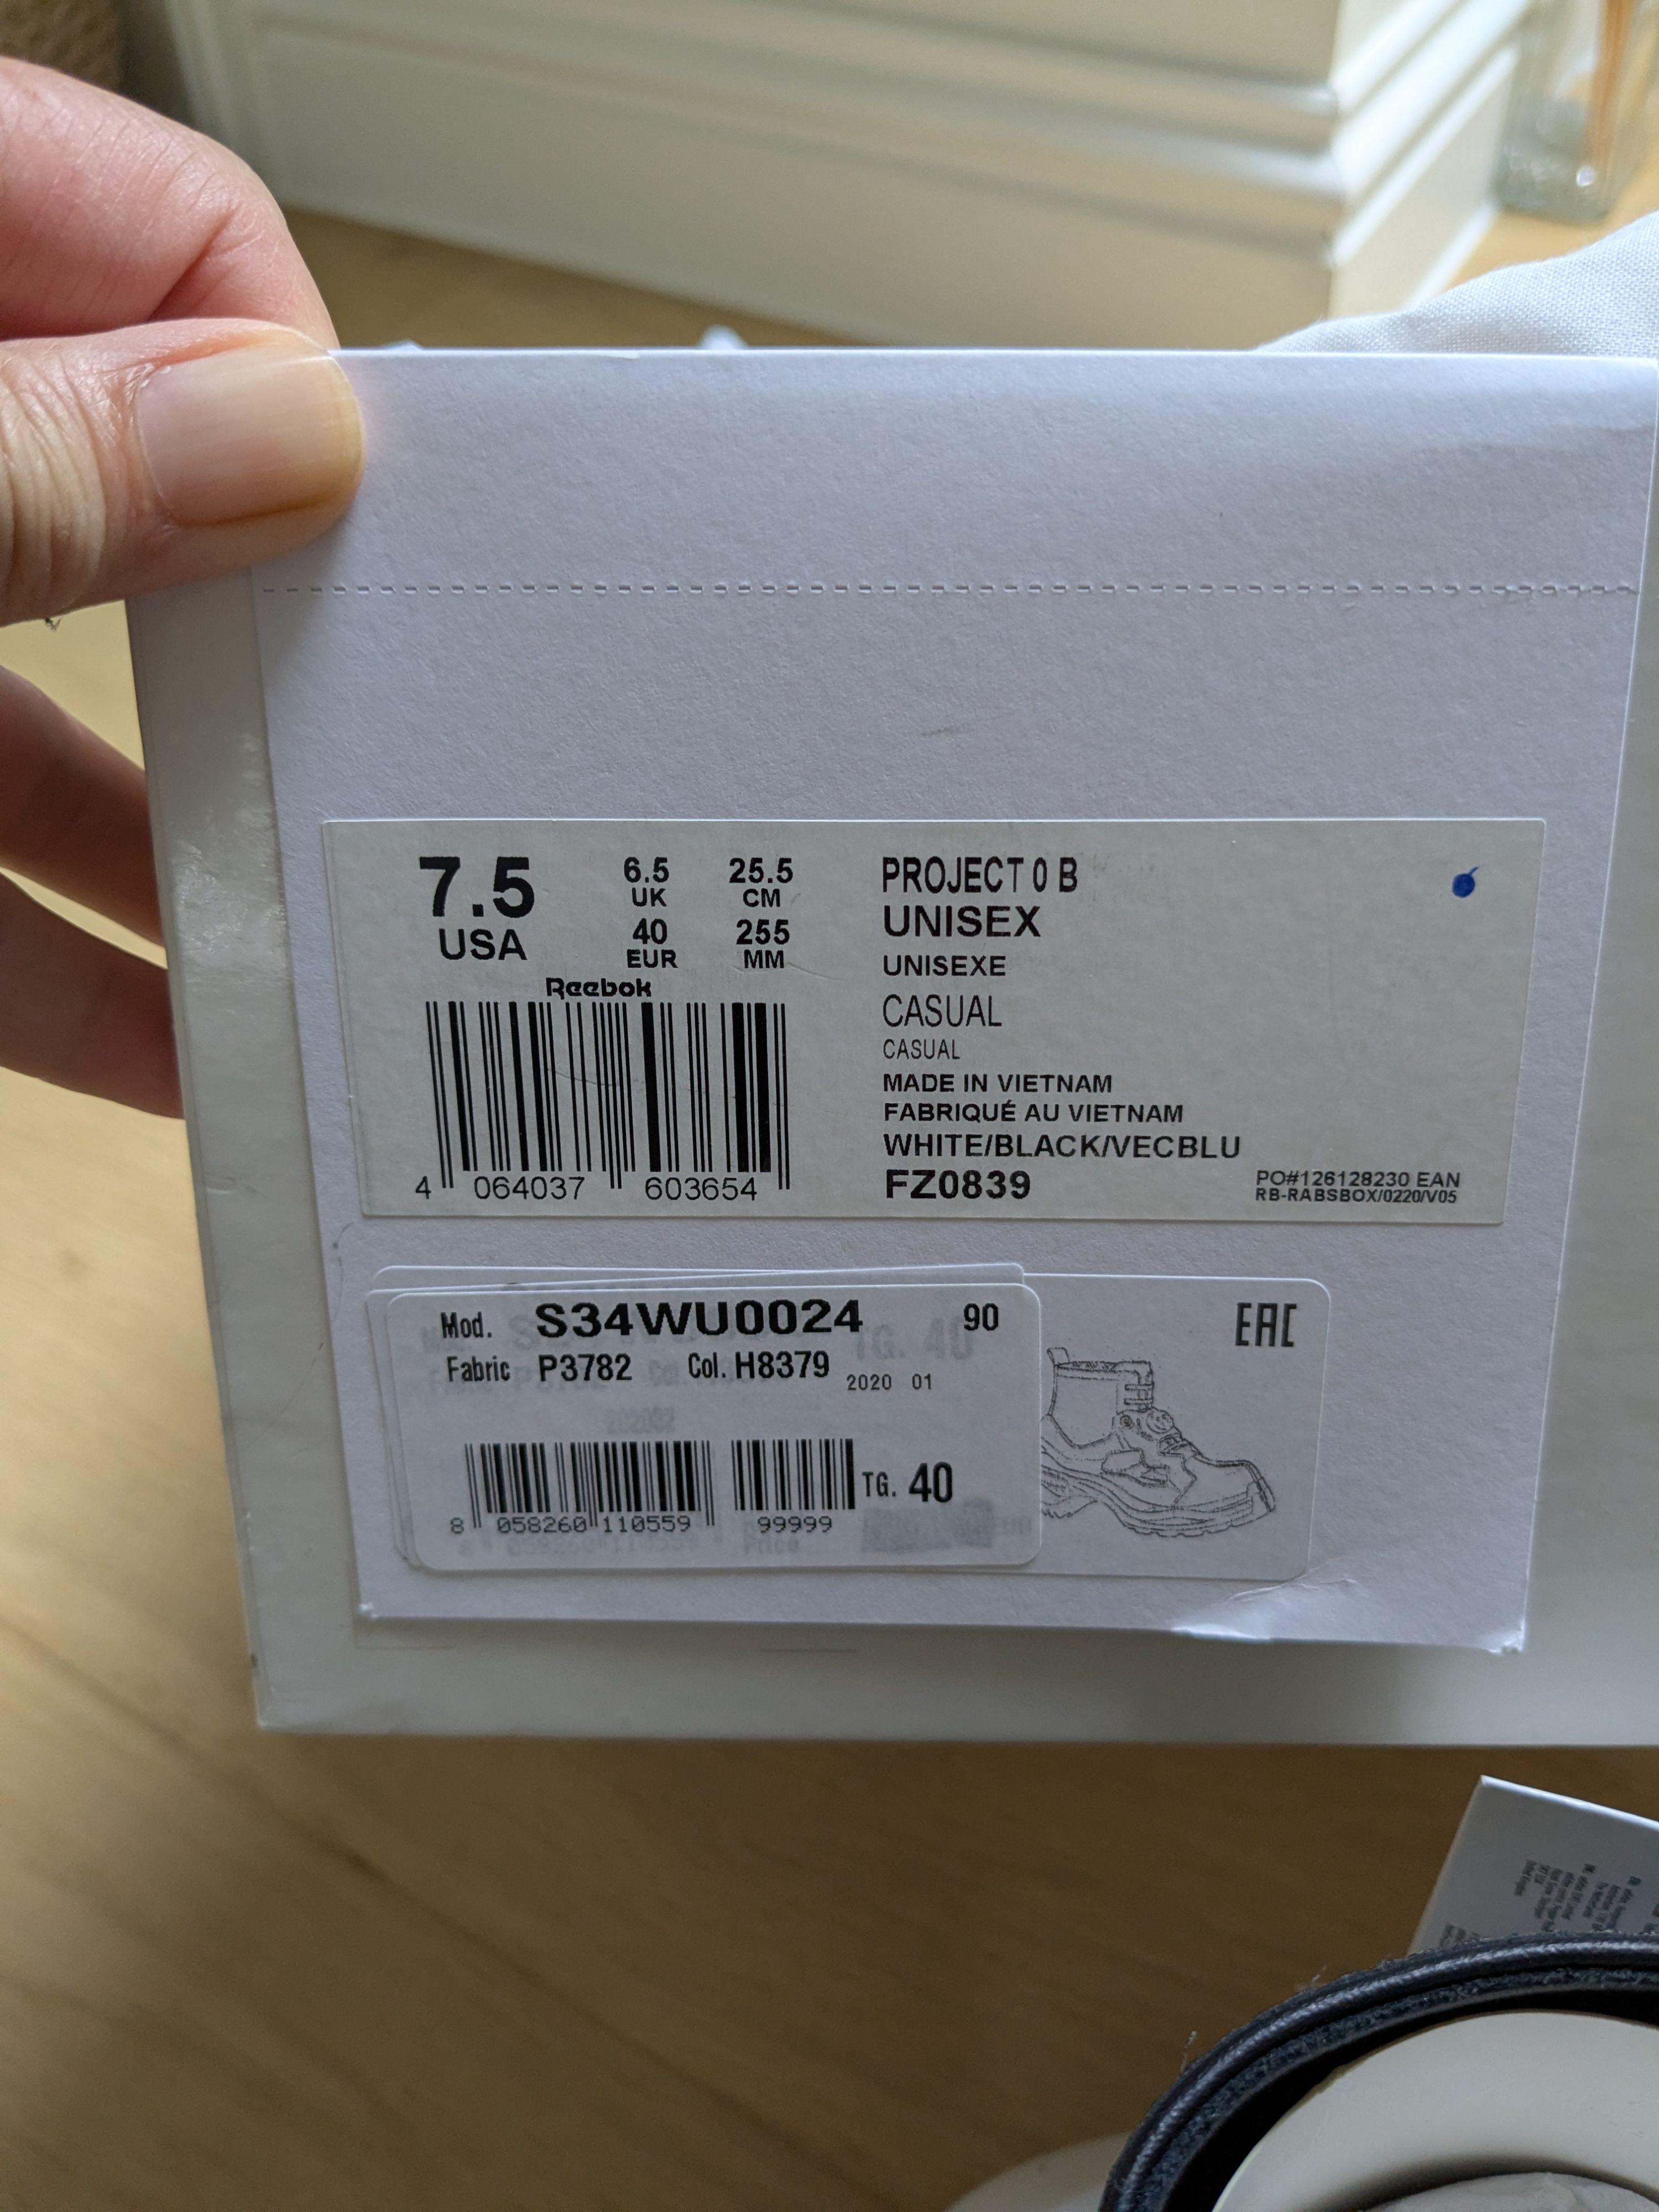 7.5
USA
6.5
UK
40
EUR
25.5
CM
255
MM
Reebok
4 064037 603654
PROJECT 0 B
UNISEX
UNISEXE
CASUAL
CASUAL
MADE IN VIETNAM
FABRIQUÉ AU VIETNAM
WHITE/BLACK/VECBLU
FZ0839
PO#126128230 EAN
RB-RABSBOX/0220/V05
Mod. S34WU0024 90
Fabric P3782 Col. H8379 2020 01
TG. 40
8 058260 110559 99999
EAC